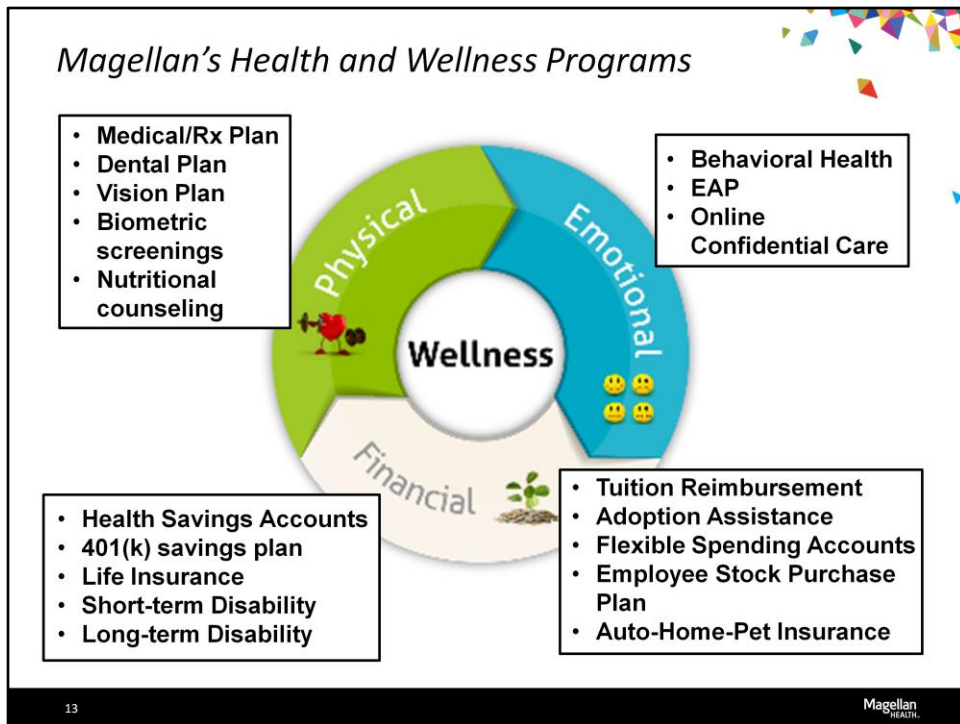 Magellan's Health and Wellness Programs
• Medical/Rx Plan
• Dental Plan
• Vision Plan
• Biometric
screenings
• Nutritional
counseling
• Behavioral Health
• EAP
• Online
Confidential Care
Physical
Emotional
Wellness
Financial
• Health Savings Accounts
• 401(k) savings plan
• Life Insurance
• Short-term Disability
• Long-term Disability
• Tuition Reimbursement
• Adoption Assistance
• Flexible Spending Accounts
• Employee Stock Purchase
Plan
• Auto-Home-Pet Insurance
13
Magellan
HEALTH.